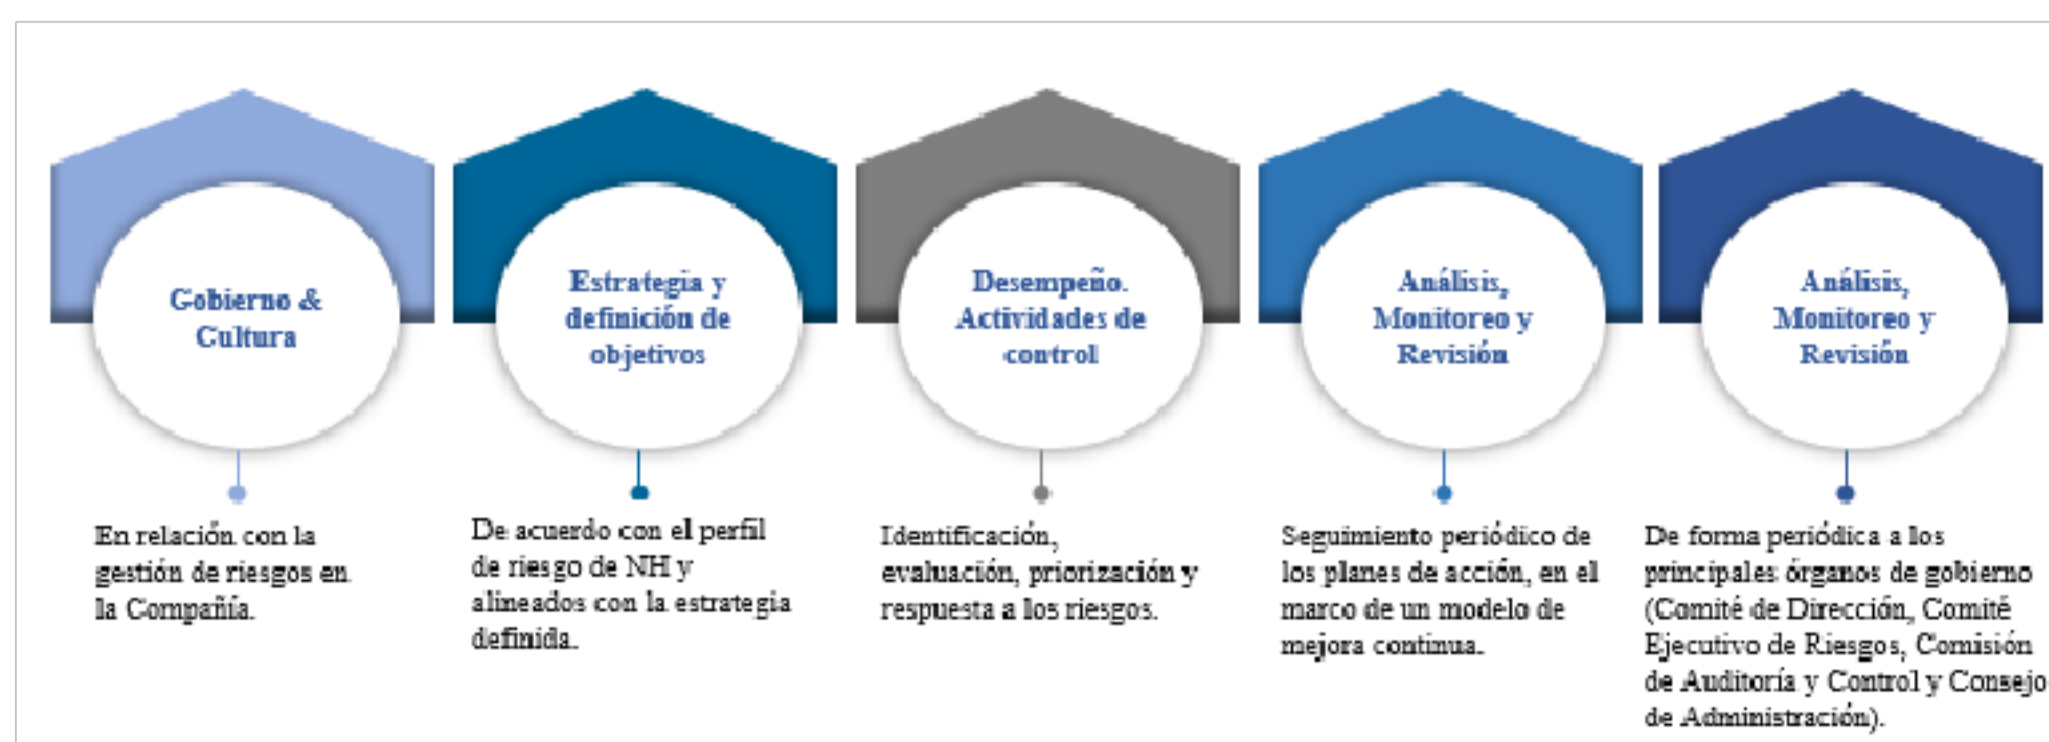 Gobierno &
Cultura
En relación con la
gestión de riesgos en
la Compañía.
Estrategia y
definición de
objetivos
De acuerdo con el perfil
de riesgo de NH y
alineados con la estrategia
definida.
Desempeño.
Actividades de
control
Identificación,
evaluación, priorización y
respuesta a los riesgos.
Análisis,
Monitoreo y
Revisión
Seguimiento periódico de
los planes de acción, en el
marco de un modelo de
mejora continua.
Análisis,
Monitoreo y
Revisión
De forma periódica a los
principales órganos de gobierno
(Comité de Dirección, Comité
Ejecutivo de Riesgos, Comisión
de Auditoría y Control y Consejo
de Administración).